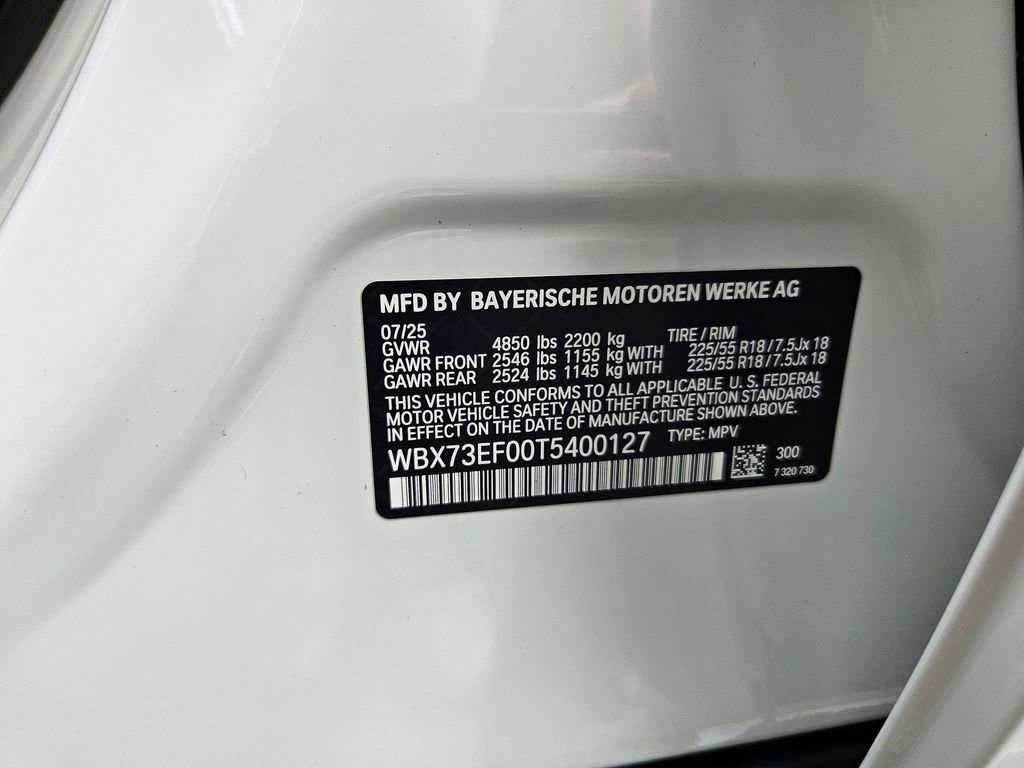 MFD BY BAYERISCHE MOTOREN WERKE AG
07/25 TIRE / RIM
GVWR 4850 lbs 2200 kg
GAWR FRONT 2546 lbs 1155 kg WITH 225/55 R18 / 7.5Jx 18
GAWR REAR 2524 lbs 1145 kg WITH 225/55 R18 / 7.5Jx 18
THIS VEHICLE CONFORMS TO ALL APPLICABLE U. S. FEDERAL
MOTOR VEHICLE SAFETY AND THEFT PREVENTION STANDARDS
IN EFFECT ON THE DATE OF MANUFACTURE SHOWN ABOVE.
WBX73EF00T5400127 TYPE: MPV
300
7 320 730